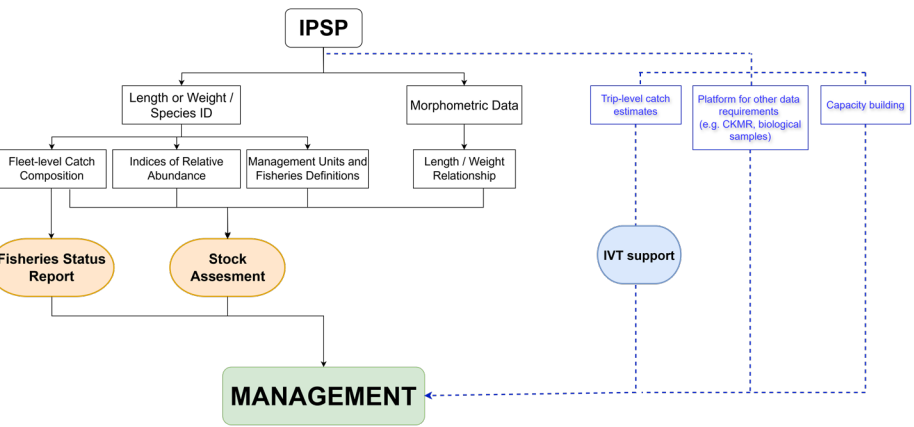 IPSP
Length or Weight /
Species ID
Morphometric Data
Trip-level catch
estimates
Platform for other data
requirements
(e.g. CKMR, biological
samples)
Capacity building
Fleet-level Catch
Composition
Indices of Relative
Abundance
Management Units and
Fisheries Definitions
Length / Weight
Relationship
Fisheries Status
Report
Stock
Assesment
IVT support
MANAGEMENT